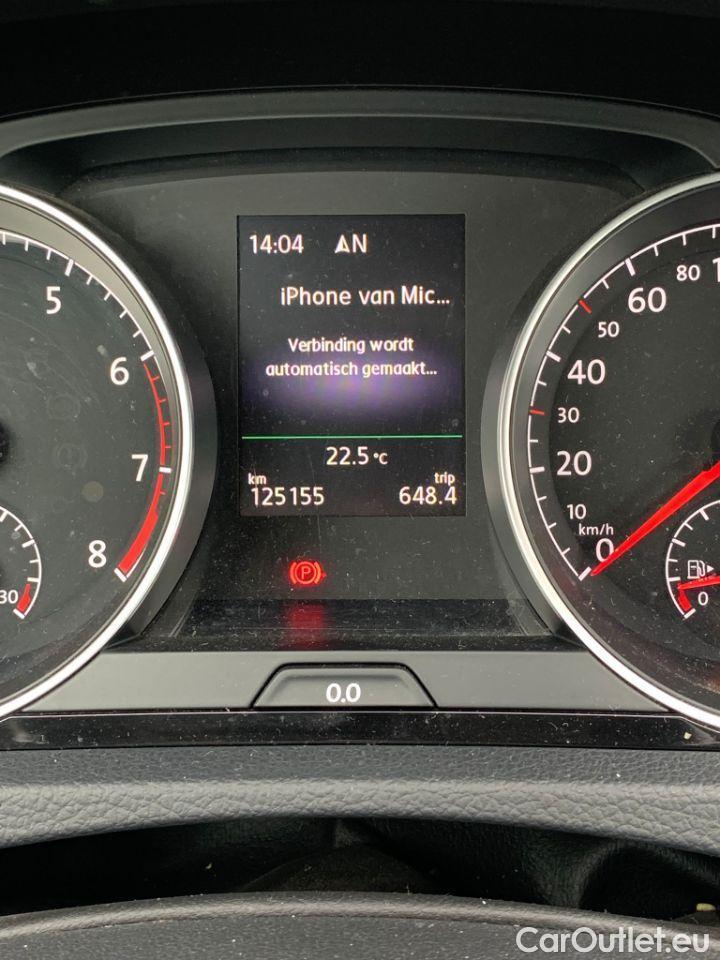 14:04 N
iPhone van Mic...
Verbinding wordt
automatisch gemaakt...
22.5 °C
km trip
125155 648.4
P
0.0
5
6
7
8
30
80
60
50
40
30
20
10
km/h
0
0
CarOutlet.eu